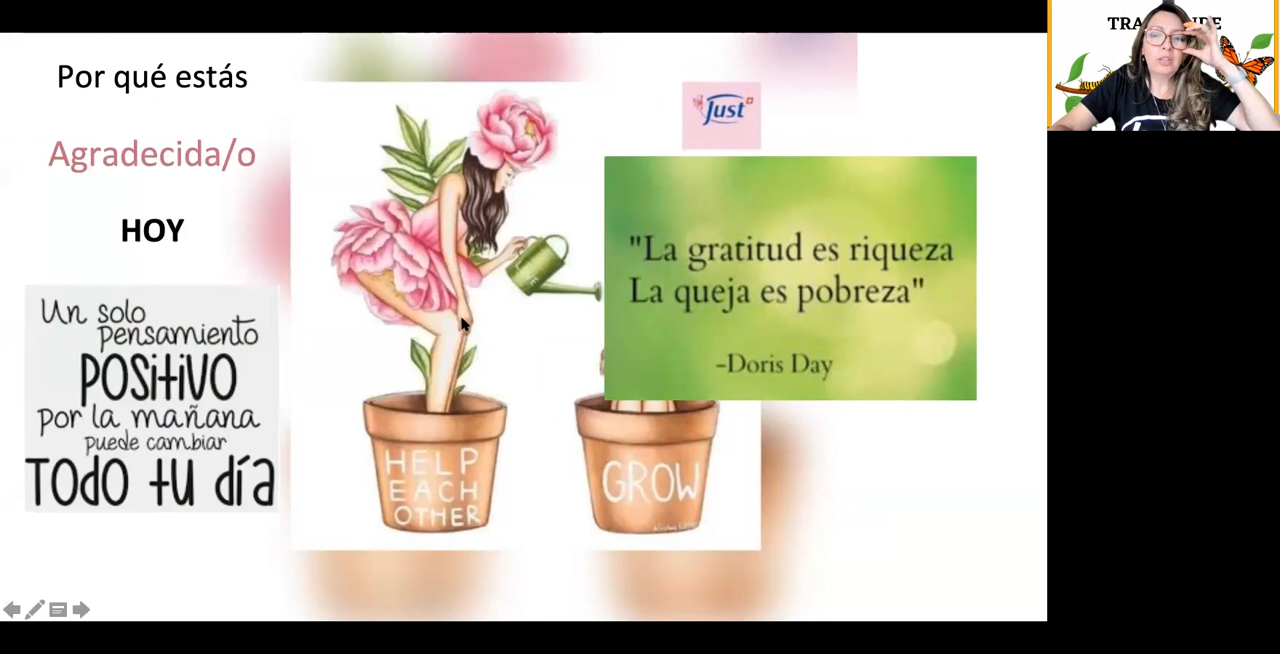 Por qué estás
Agradecida/o
HOY
Un solo
pensamiento
POSitiVO
por la mañana
puede cambiar
TODO tu día
HELP
EACH
OTHER
GROW
Just
"La gratitud es riqueza
La queja es pobreza"
-Doris Day